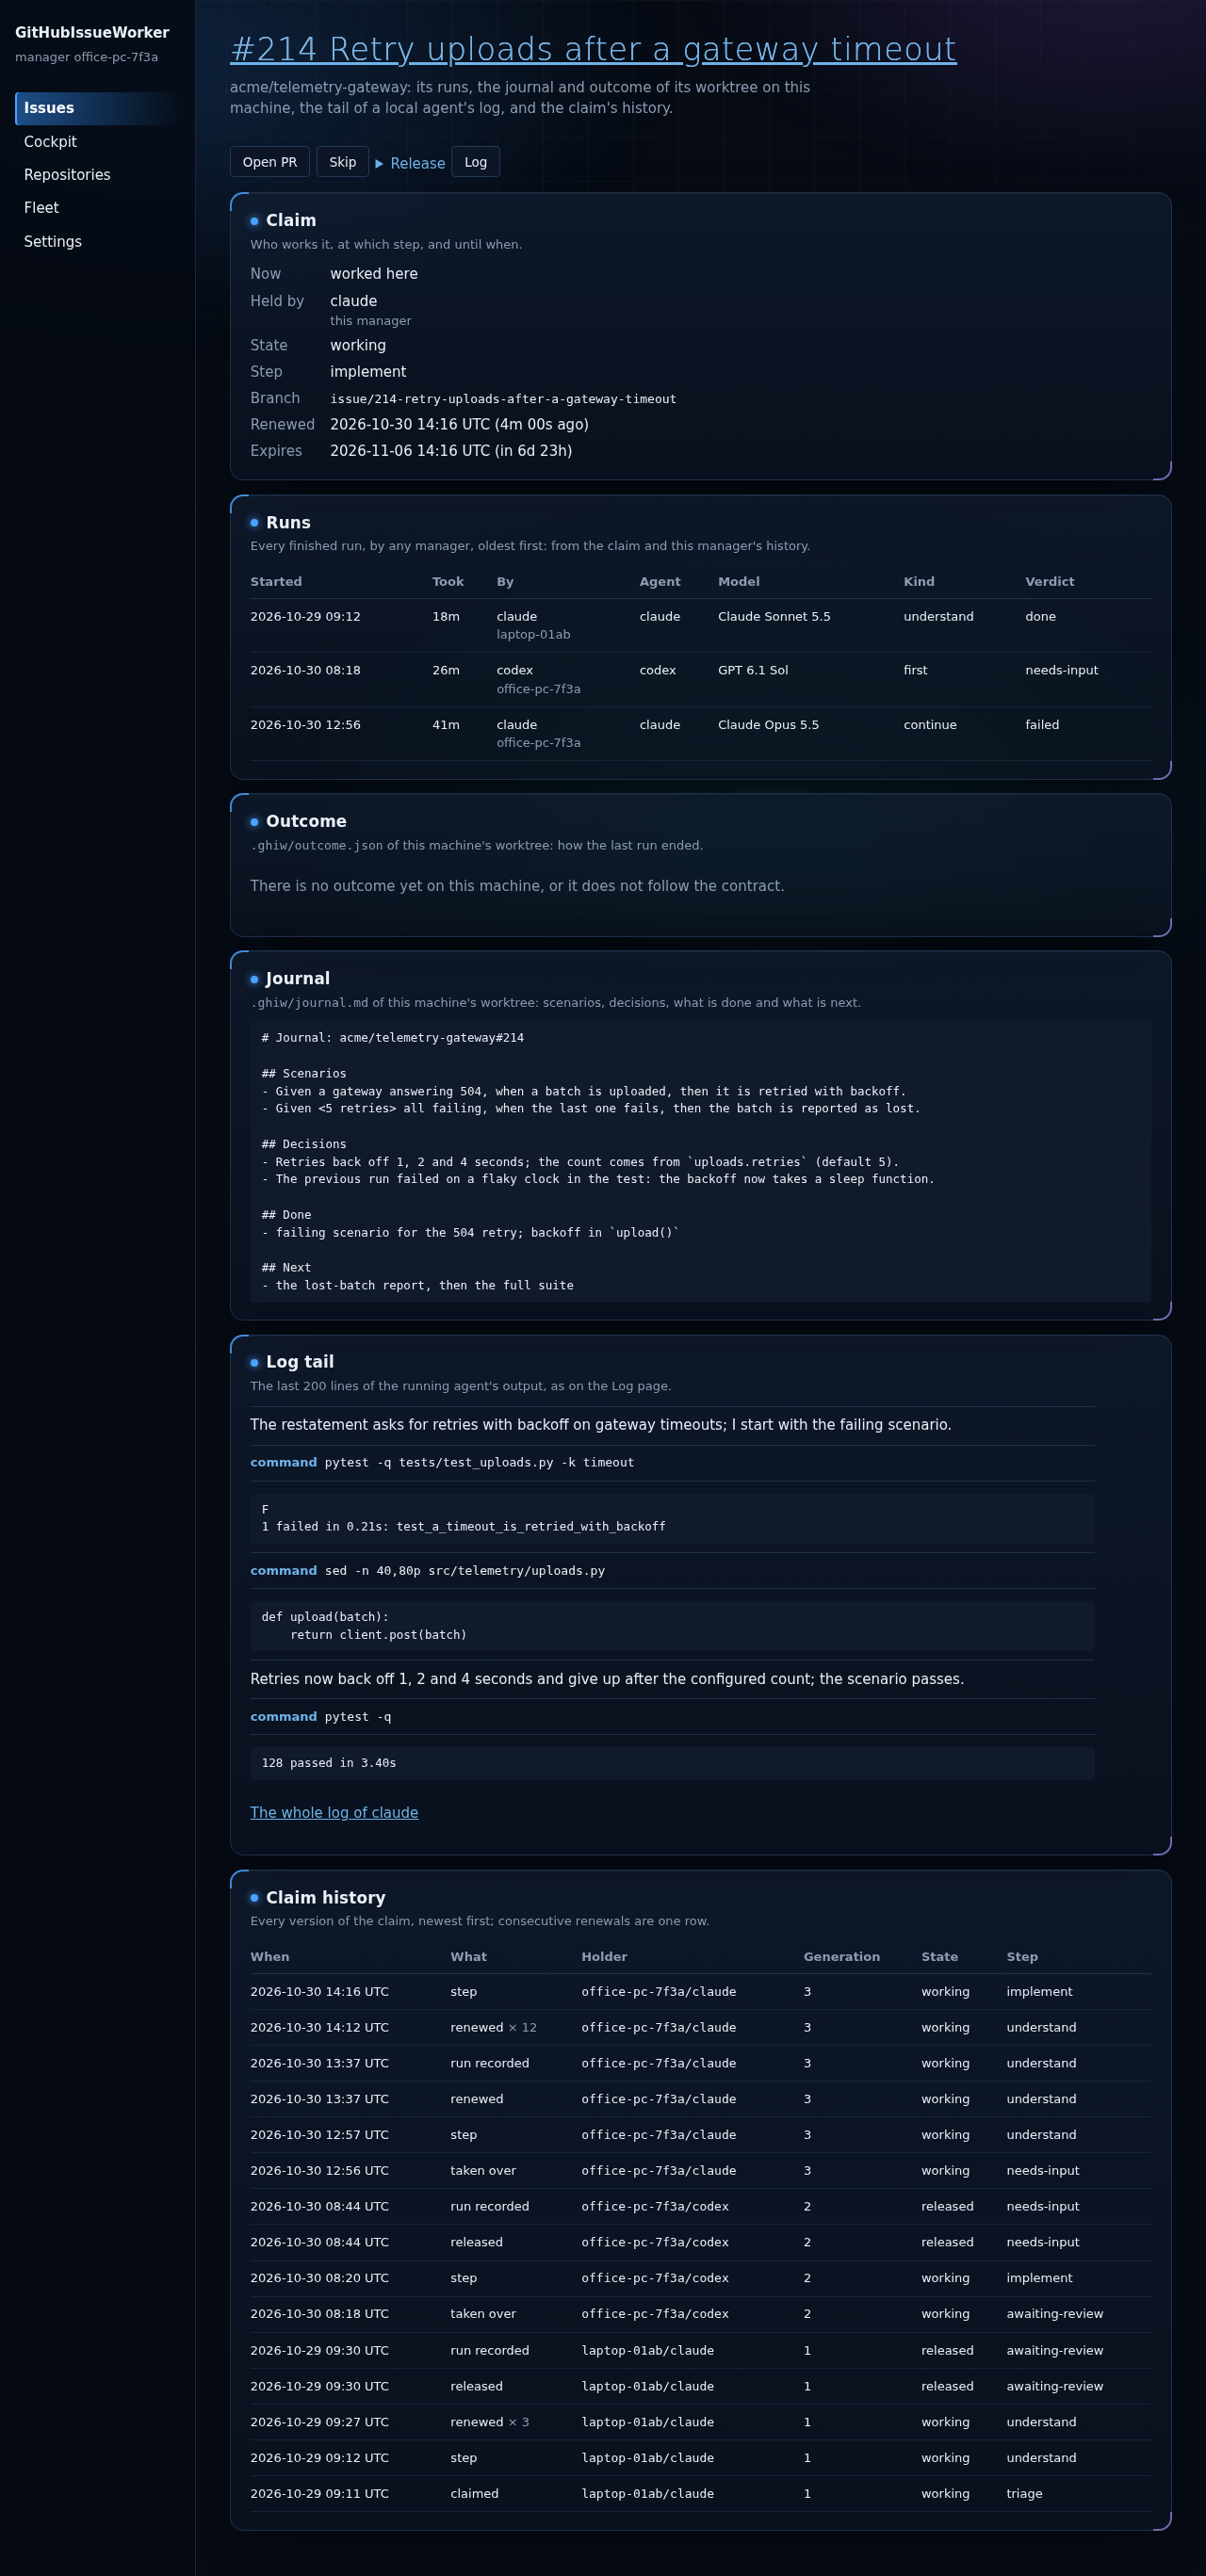 GitHubIssueWorker
manager office-pc-7f3a
Issues
Cockpit
Repositories
Fleet
Settings
#214 Retry uploads after a gateway timeout
acme/telemetry-gateway: its runs, the journal and outcome of its worktree on this
machine, the tail of a local agent's log, and the claim's history.
Open PR Skip ▶ Release Log
Claim
Who works it, at which step, and until when.
Now worked here
Held by claude
this manager
State working
Step implement
Branch issue/214-retry-uploads-after-a-gateway-timeout
Renewed 2026-10-30 14:16 UTC (4m 00s ago)
Expires 2026-11-06 14:16 UTC (in 6d 23h)
Runs
Every finished run, by any manager, oldest first: from the claim and this manager's history.
Started Took By Agent Model Kind Verdict
2026-10-29 09:12 18m claude claude Claude Sonnet 5.5 understand done
laptop-01ab
2026-10-30 08:18 26m codex codex GPT 6.1 Sol first needs-input
office-pc-7f3a
2026-10-30 12:56 41m claude claude Claude Opus 5.5 continue failed
office-pc-7f3a
Outcome
.ghiw/outcome.json of this machine's worktree: how the last run ended.
There is no outcome yet on this machine, or it does not follow the contract.
Journal
.ghiw/journal.md of this machine's worktree: scenarios, decisions, what is done and what is next.
# Journal: acme/telemetry-gateway#214
## Scenarios
- Given a gateway answering 504, when a batch is uploaded, then it is retried with backoff.
- Given <5 retries> all failing, when the last one fails, then the batch is reported as lost.
## Decisions
- Retries back off 1, 2 and 4 seconds; the count comes from `uploads.retries` (default 5).
- The previous run failed on a flaky clock in the test: the backoff now takes a sleep function.
## Done
- failing scenario for the 504 retry; backoff in `upload()`
## Next
- the lost-batch report, then the full suite
Log tail
The last 200 lines of the running agent's output, as on the Log page.
The restatement asks for retries with backoff on gateway timeouts; I start with the failing scenario.
command pytest -q tests/test_uploads.py -k timeout
F
1 failed in 0.21s: test_a_timeout_is_retried_with_backoff
command sed -n 40,80p src/telemetry/uploads.py
def upload(batch):
return client.post(batch)
Retries now back off 1, 2 and 4 seconds and give up after the configured count; the scenario passes.
command pytest -q
128 passed in 3.40s
The whole log of claude
Claim history
Every version of the claim, newest first; consecutive renewals are one row.
When What Holder Generation State Step
2026-10-30 14:16 UTC step office-pc-7f3a/claude 3 working implement
2026-10-30 14:12 UTC renewed × 12 office-pc-7f3a/claude 3 working understand
2026-10-30 13:37 UTC run recorded office-pc-7f3a/claude 3 working understand
2026-10-30 13:37 UTC renewed office-pc-7f3a/claude 3 working understand
2026-10-30 12:57 UTC step office-pc-7f3a/claude 3 working understand
2026-10-30 12:56 UTC taken over office-pc-7f3a/claude 3 working needs-input
2026-10-30 08:44 UTC run recorded office-pc-7f3a/codex 2 released needs-input
2026-10-30 08:44 UTC released office-pc-7f3a/codex 2 released needs-input
2026-10-30 08:20 UTC step office-pc-7f3a/codex 2 working implement
2026-10-30 08:18 UTC taken over office-pc-7f3a/codex 2 working awaiting-review
2026-10-29 09:30 UTC run recorded laptop-01ab/claude 1 released awaiting-review
2026-10-29 09:30 UTC released laptop-01ab/claude 1 released awaiting-review
2026-10-29 09:27 UTC renewed × 3 laptop-01ab/claude 1 working understand
2026-10-29 09:12 UTC step laptop-01ab/claude 1 working understand
2026-10-29 09:11 UTC claimed laptop-01ab/claude 1 working triage